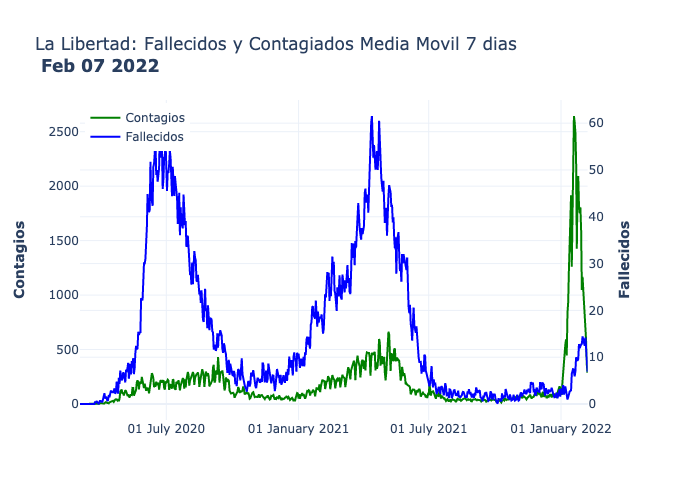 La Libertad: Fallecidos y Contagiados Media Movil 7 dias
Feb 07 2022
Contagios
Fallecidos
2500
2000
1500
1000
500
0
60
50
40
30
20
10
0
Contagios
Fallecidos
01 July 2020
01 January 2021
01 July 2021
01 January 2022